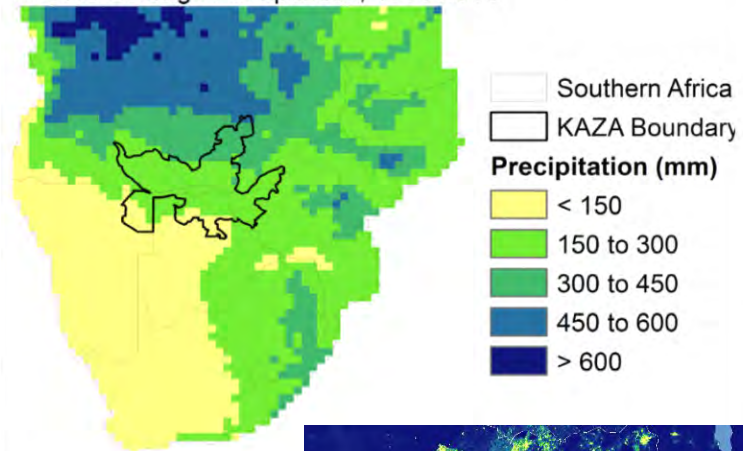 Southern Africa
KAZA Boundary
Precipitation (mm)
< 150
150 to 300
300 to 450
450 to 600
> 600